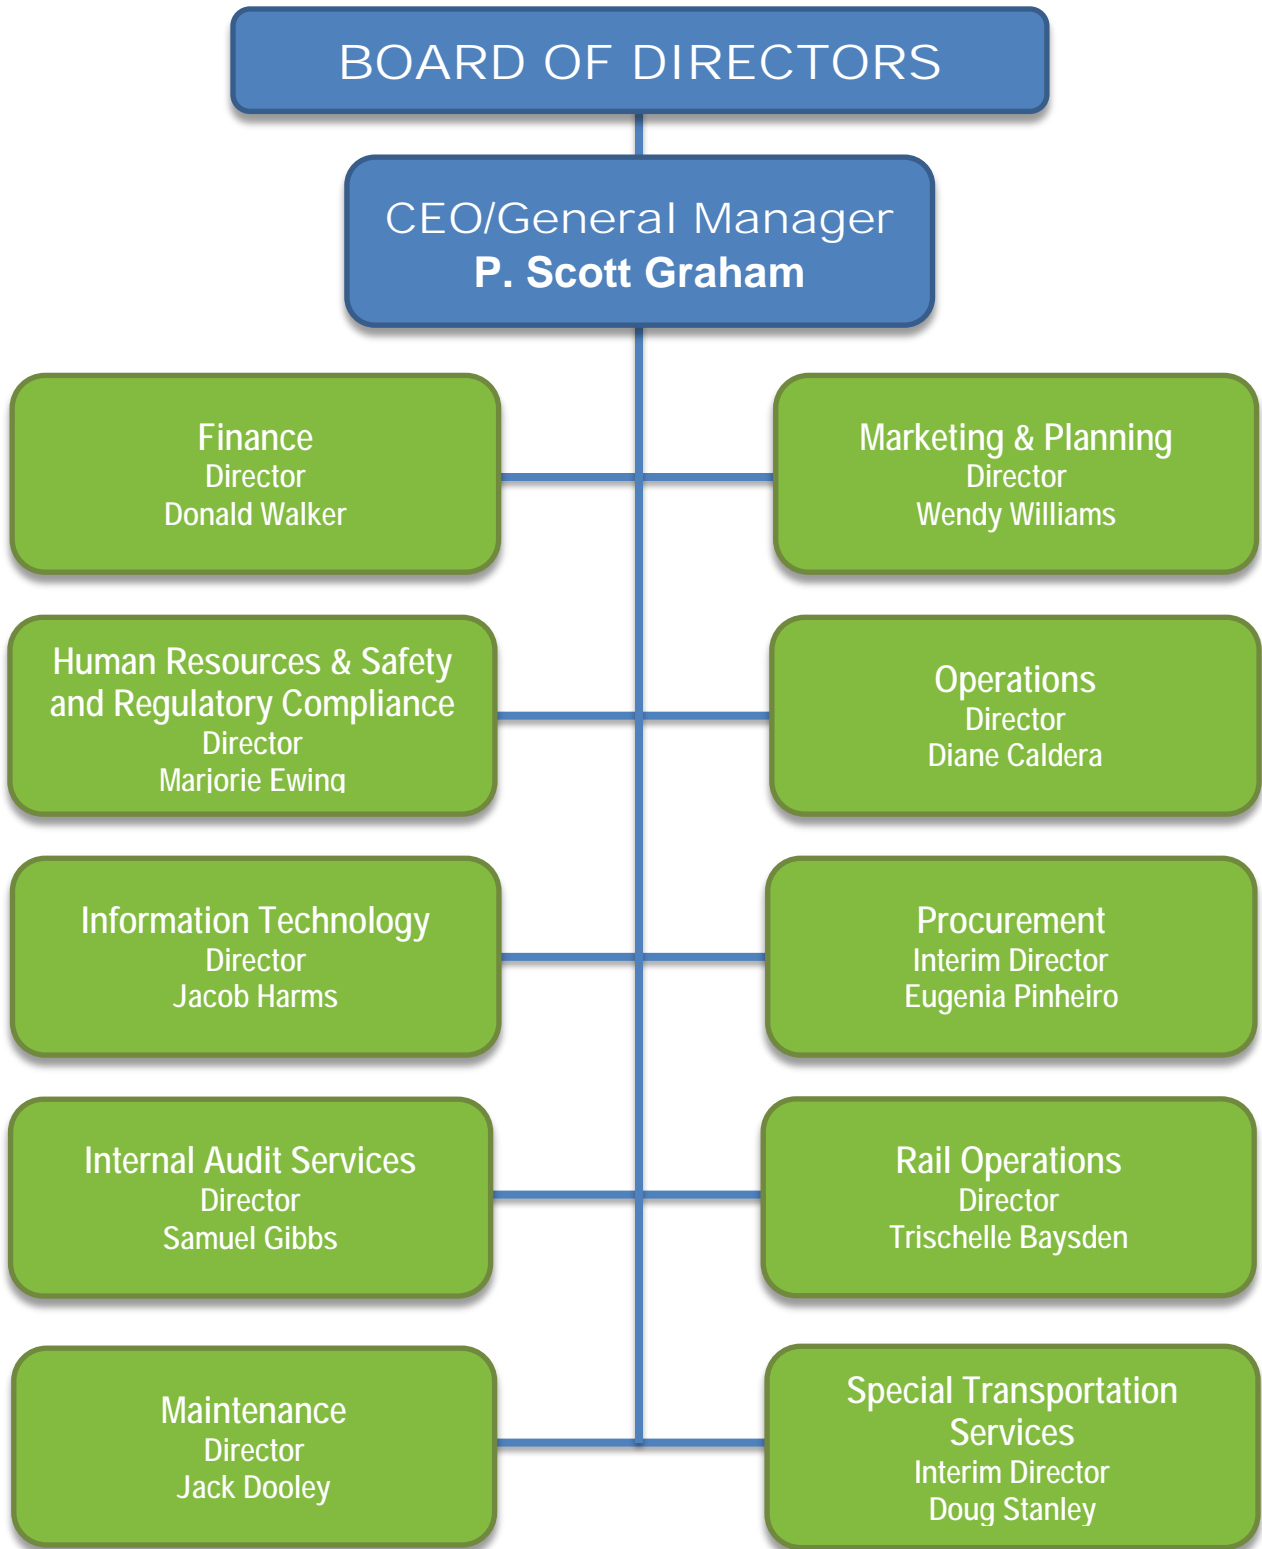 BOARD OF DIRECTORS
CEO/General Manager
P. Scott Graham
Finance
Director
Donald Walker
Marketing & Planning
Director
Wendy Williams
Human Resources & Safety
and Regulatory Compliance
Director
Marjorie Ewing
Operations
Director
Diane Caldera
Information Technology
Director
Jacob Harms
Procurement
Interim Director
Eugenia Pinheiro
Internal Audit Services
Director
Samuel Gibbs
Rail Operations
Director
Trischelle Baysden
Maintenance
Director
Jack Dooley
Special Transportation
Services
Interim Director
Doug Stanley